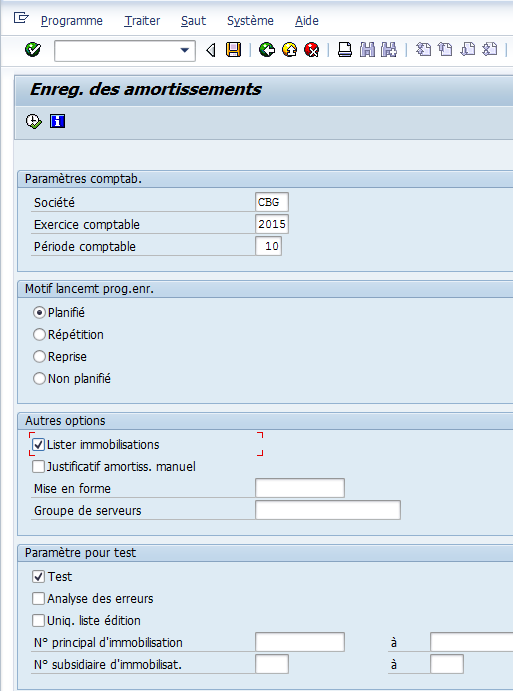 Programme Traiter Saut Système Aide
Enreg. des amortissements
Paramètres comptab.
Société CBG
Exercice comptable 2015
Période comptable 10
Motif lancemt prog.enr.
Planifié
Répétition
Reprise
Non planifié
Autres options
Lister immobilisations
Justificatif amortiss. manuel
Mise en forme
Groupe de serveurs
Paramètre pour test
Test
Analyse des erreurs
Uniq. liste édition
N° principal d'immobilisation à
N° subsidiaire d'immobilisat. à